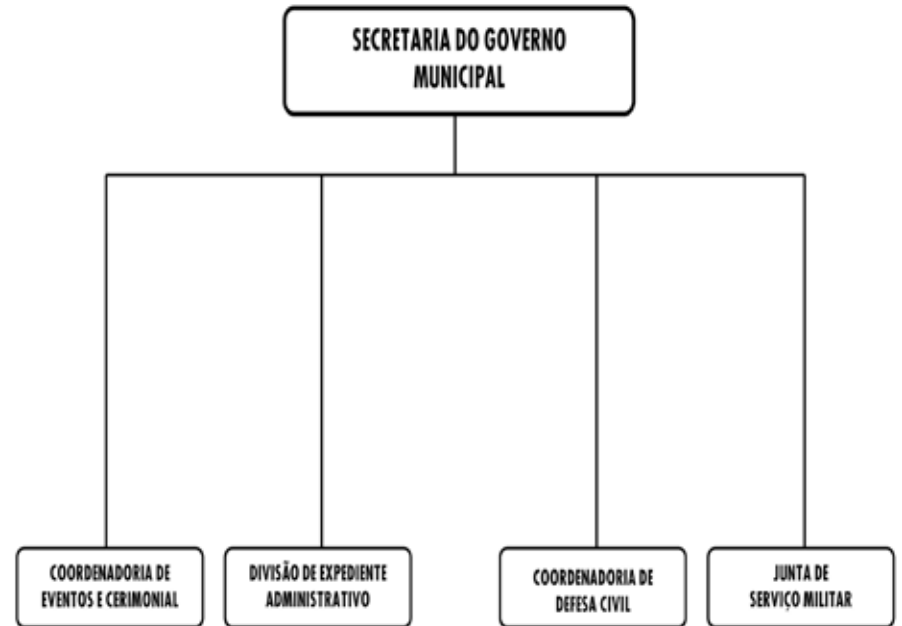 SECRETARIA DO GOVERNO
MUNICIPAL
COORDENADORIA DE
EVENTOS E CERIMONIAL
DIVISÃO DE EXPEDIENTE
ADMINISTRATIVO
COORDENADORIA DE
DEFESA CIVIL
JUNTA DE
SERVIÇO MILITAR